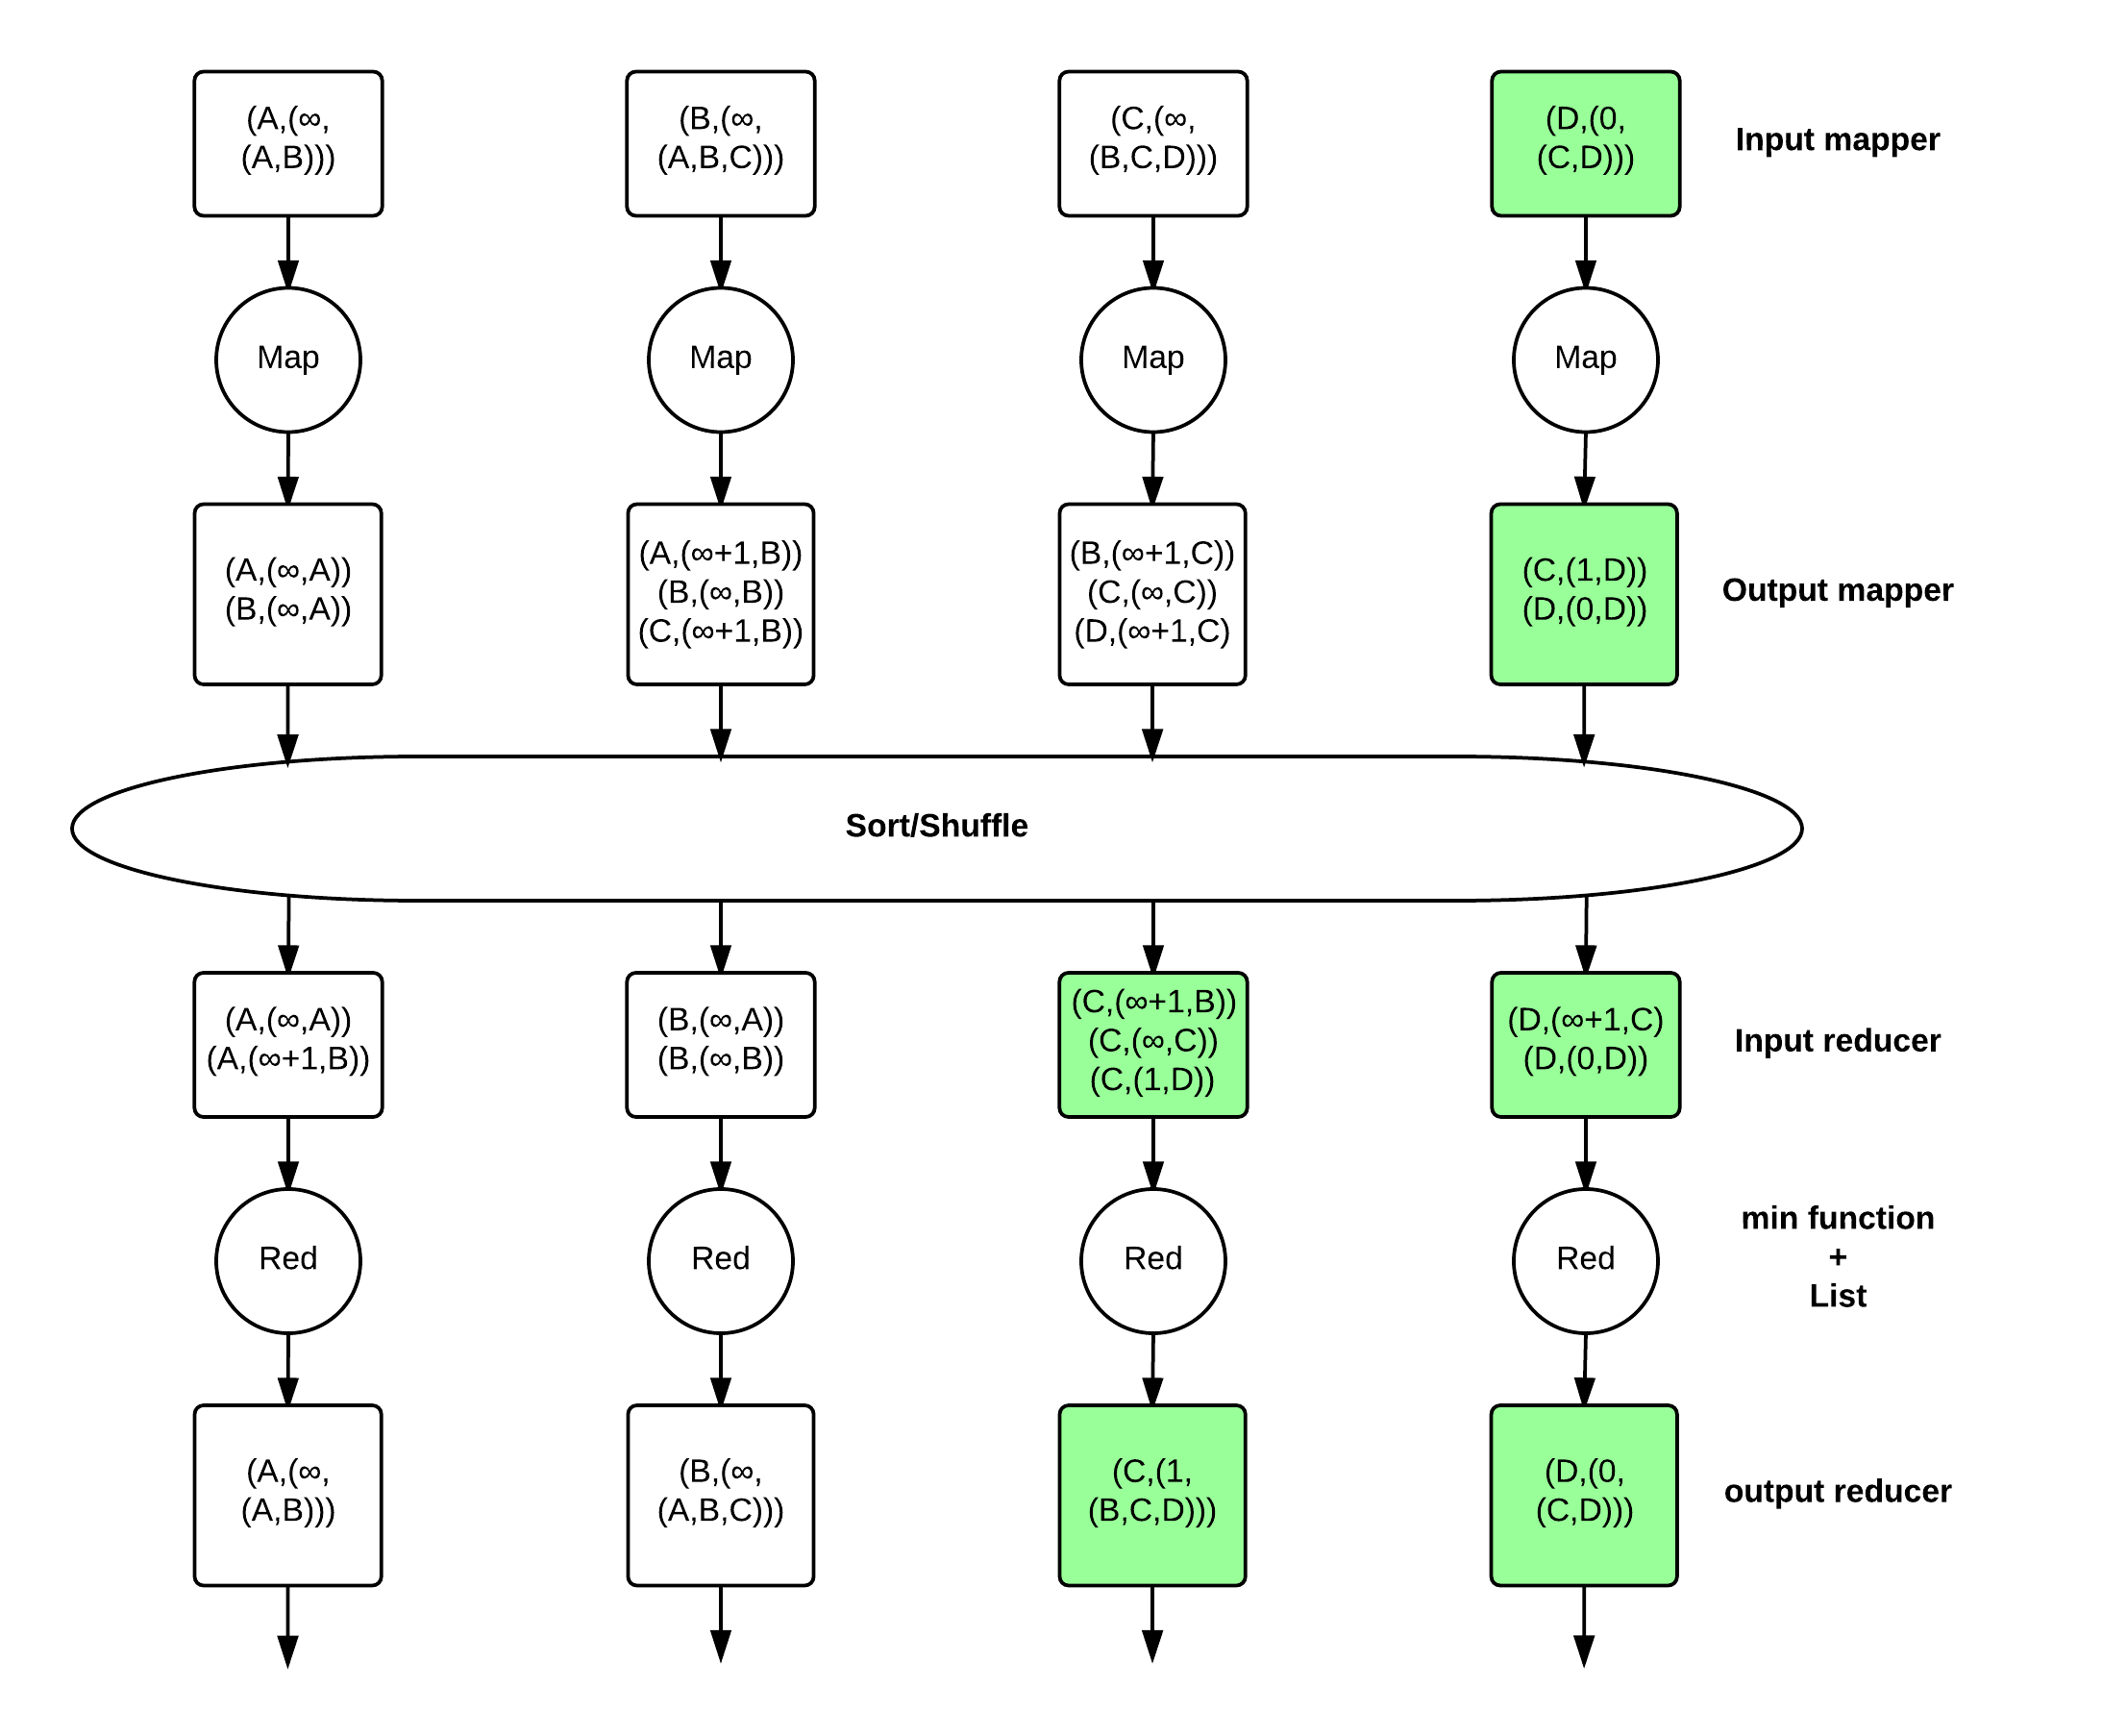 (A,(∞,
(A,B)))
(B,(∞,
(A,B,C)))
(C,(∞,
(B,C,D)))
(D,(0,
(C,D)))
Input mapper
Map
Map
Map
Map
(A,(∞,A))
(B,(∞,A))
(A,(∞+1,B))
(B,(∞,B))
(C,(∞+1,B))
(B,(∞+1,C))
(C,(∞,C))
(D,(∞+1,C)
(C,(1,D))
(D,(0,D))
Output mapper
Sort/Shuffle
(A,(∞,A))
(A,(∞+1,B))
(B,(∞,A))
(B,(∞,B))
(C,(∞+1,B))
(C,(∞,C))
(C,(1,D))
(D,(∞+1,C)
(D,(0,D))
Input reducer
Red
Red
Red
Red
min function
+
List
(A,(∞,
(A,B)))
(B,(∞,
(A,B,C)))
(C,(1,
(B,C,D)))
(D,(0,
(C,D)))
output reducer